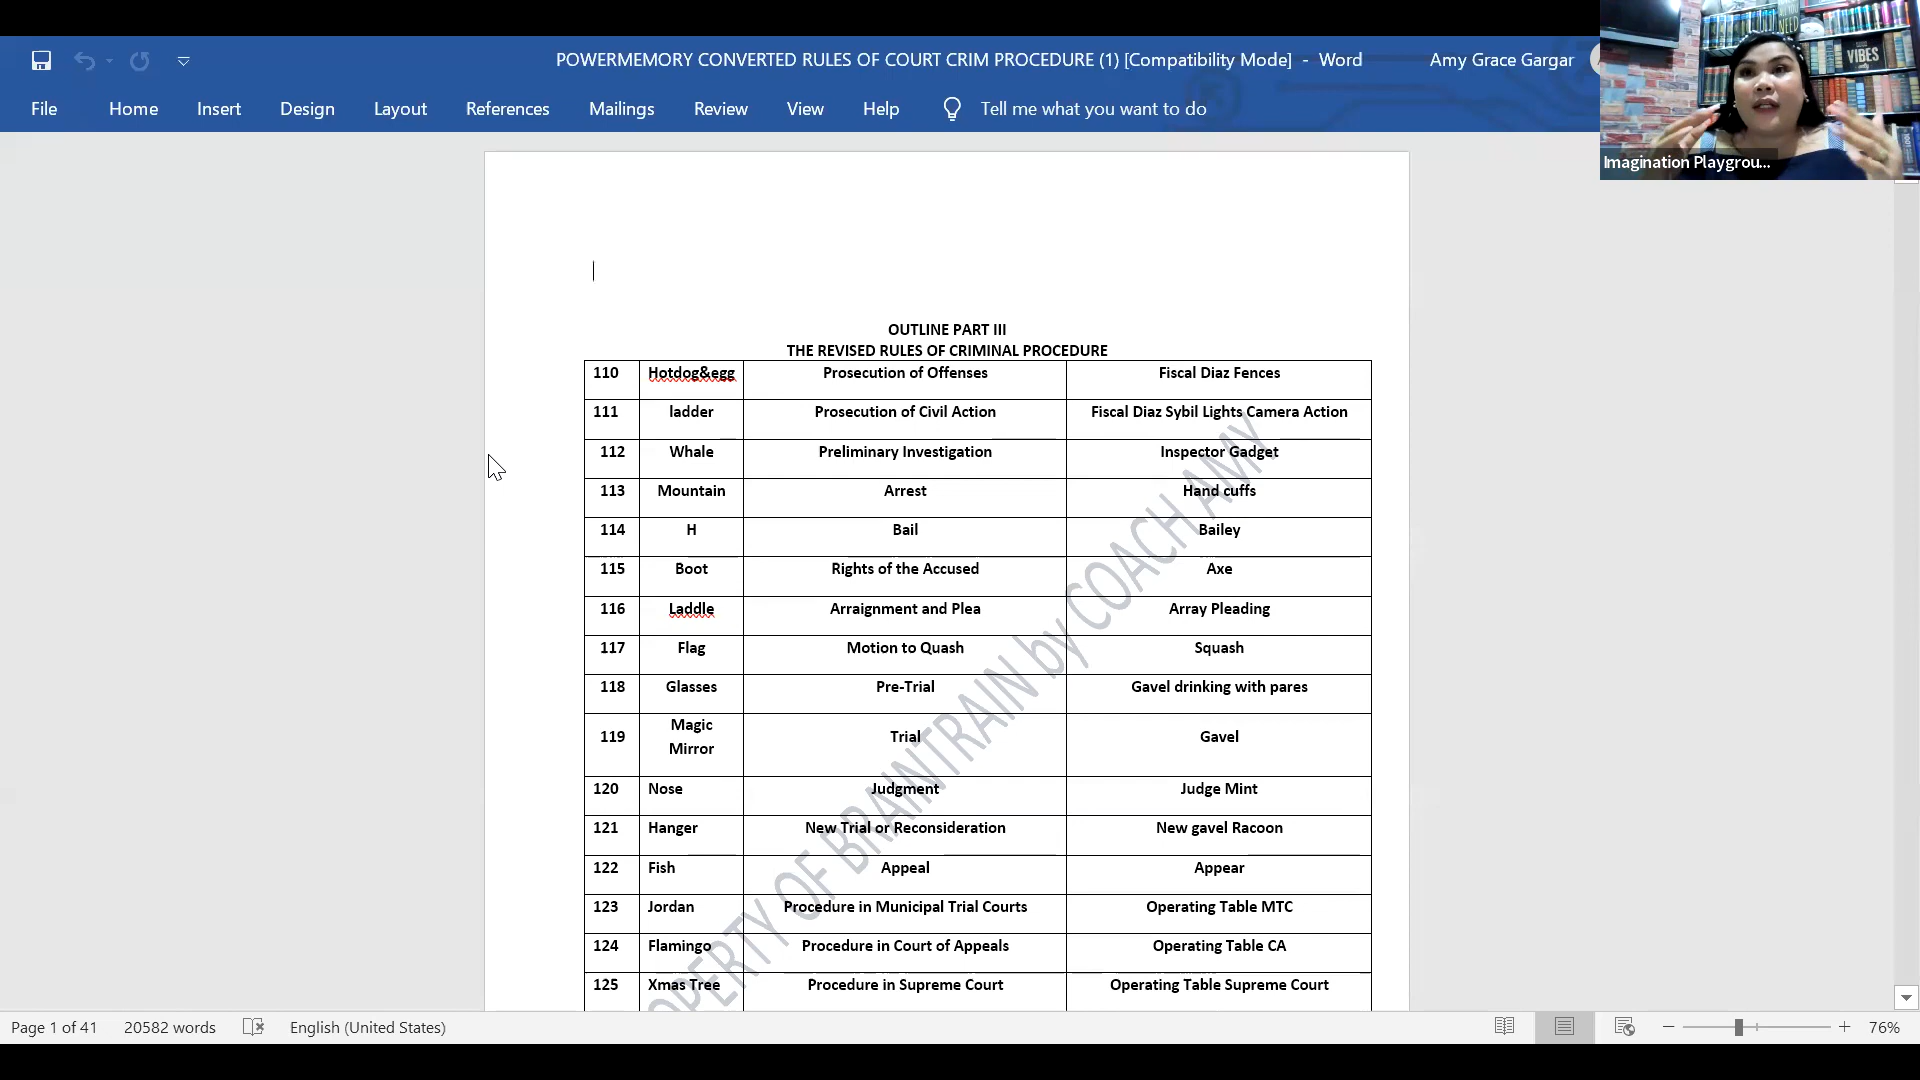 POWERMEMORY CONVERTED RULES OF COURT CRIM PROCEDURE (1) [Compatibility Mode] - Word
Amy Grace Gargar
VIBES
NEED
Imagination Playgrou...
File Home Insert Design Layout References Mailings Review View Help Tell me what you want to do
OUTLINE PART III
THE REVISED RULES OF CRIMINAL PROCEDURE
110 Hotdog&egg Prosecution of Offenses Fiscal Diaz Fences
111 ladder Prosecution of Civil Action Fiscal Diaz Sybil Lights Camera Action
112 Whale Preliminary Investigation Inspector Gadget
113 Mountain Arrest Hand cuffs
114 H Bail Bailey
115 Boot Rights of the Accused Axe
116 Laddle Arraignment and Plea Array Pleading
117 Flag Motion to Quash Squash
118 Glasses Pre-Trial Gavel drinking with pares
119 Magic Mirror Trial Gavel
120 Nose Judgment Judge Mint
121 Hanger New Trial or Reconsideration New gavel Racoon
122 Fish Appeal Appear
123 Jordan Procedure in Municipal Trial Courts Operating Table MTC
124 Flamingo Procedure in Court of Appeals Operating Table CA
125 Xmas Tree Procedure in Supreme Court Operating Table Supreme Court
OPERTY OF BRAINTRAIN by COACH AMY
Page 1 of 41 20582 words English (United States) 76%